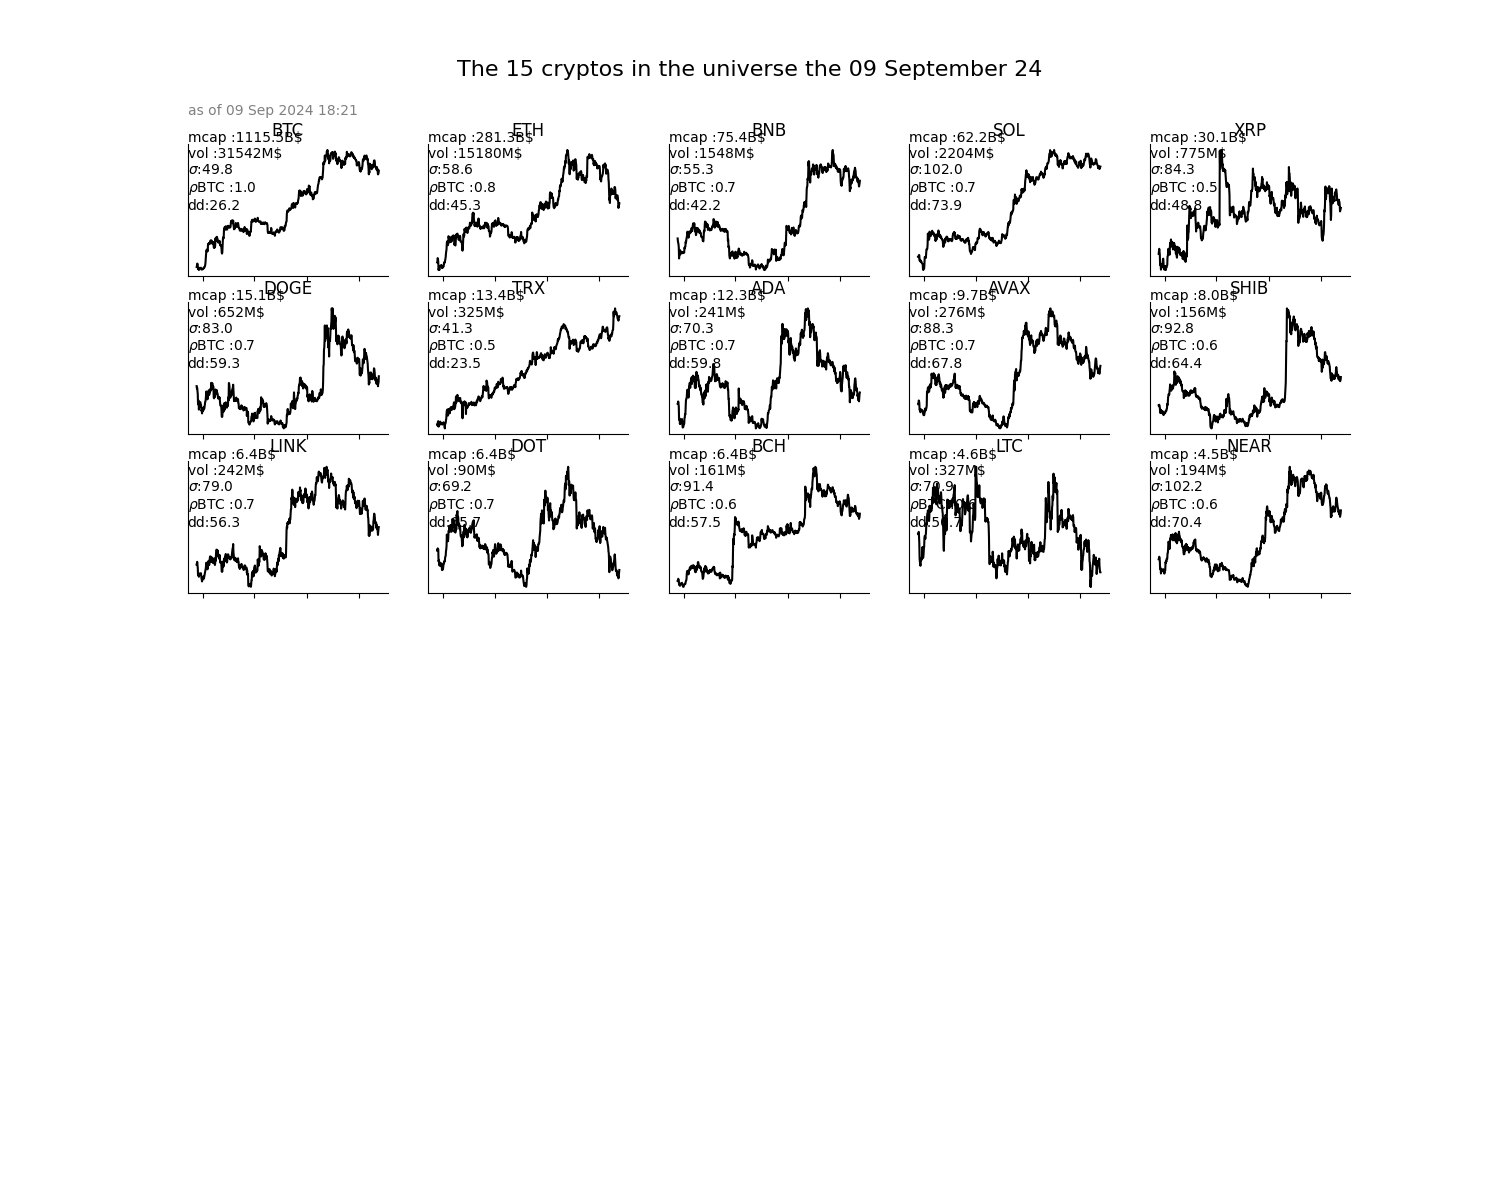 The 15 cryptos in the universe the 09 September 24
as of 09 Sep 2024 18:21
BTC
mcap :1115.5B$
vol :31542M$
σ:49.8
ρBTC :1.0
dd:26.2
ETH
mcap :281.3B$
vol :15180M$
σ:58.6
ρBTC :0.8
dd:45.3
BNB
mcap :75.4B$
vol :1548M$
σ:55.3
ρBTC :0.7
dd:42.2
SOL
mcap :62.2B$
vol :2204M$
σ:102.0
ρBTC :0.7
dd:73.9
XRP
mcap :30.1B$
vol :775M$
σ:84.3
ρBTC :0.5
dd:48.8
DOGE
mcap :15.1B$
vol :652M$
σ:83.0
ρBTC :0.7
dd:59.3
TRX
mcap :13.4B$
vol :325M$
σ:41.3
ρBTC :0.5
dd:23.5
ADA
mcap :12.3B$
vol :241M$
σ:70.3
ρBTC :0.7
dd:59.8
AVAX
mcap :9.7B$
vol :276M$
σ:88.3
ρBTC :0.7
dd:67.8
SHIB
mcap :8.0B$
vol :156M$
σ:92.8
ρBTC :0.6
dd:64.4
LINK
mcap :6.4B$
vol :242M$
σ:79.0
ρBTC :0.7
dd:56.3
DOT
mcap :6.4B$
vol :90M$
σ:69.2
ρBTC :0.7
BCH
mcap :6.4B$
vol :161M$
σ:91.4
ρBTC :0.6
dd:57.5
LTC
mcap :4.6B$
vol :327M$
NEAR
mcap :4.5B$
vol :194M$
σ:102.2
ρBTC :0.6
dd:70.4